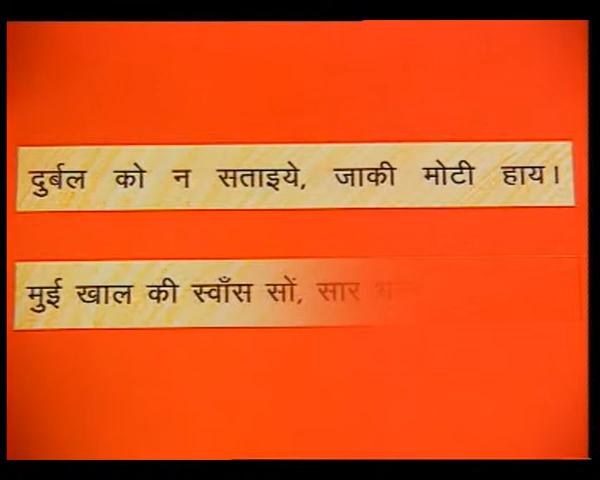 दुर्बल को न सताइये, जाकी मोटी हाय।
मुई खाल की स्वाँस सों, सार